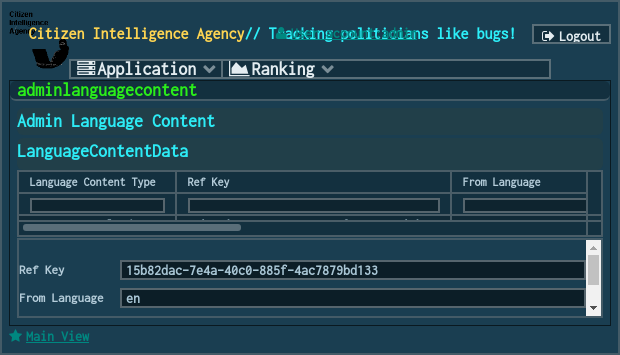 Citizen
Intelligence
Agency
Citizen Intelligence Agency// Tracking politicians like bugs!
Logout
Application
Ranking
adminlanguagecontent
Admin Language Content
LanguageContentData
Language Content Type Ref Key From Language
Ref Key 15b82dac-7e4a-40c0-885f-4ac7879bd133
From Language en
Main View